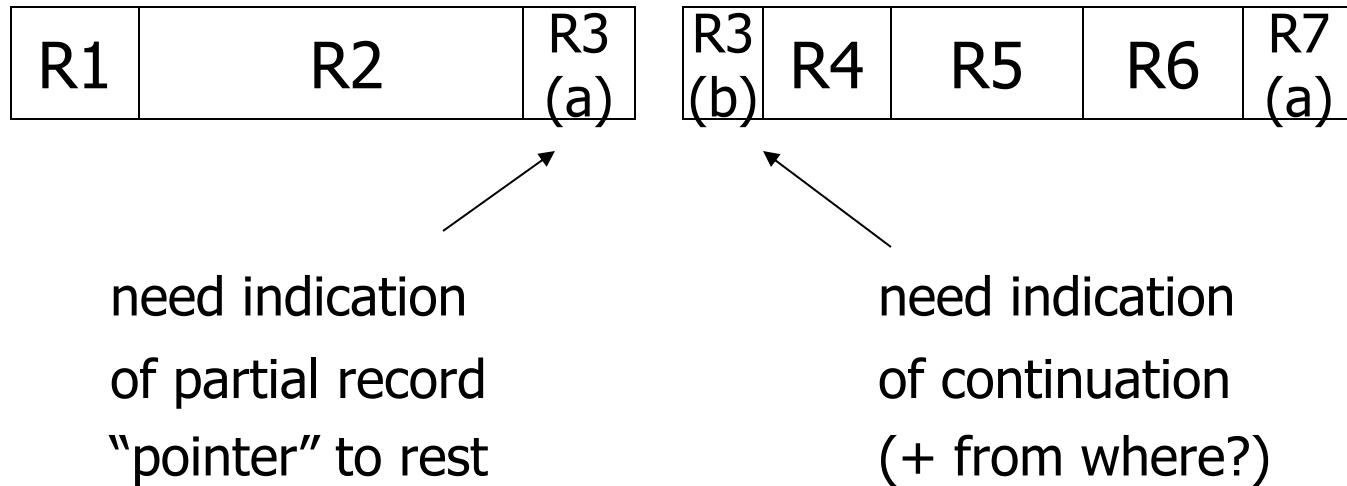 R1 R2 R3 (a) R3 (b) R4 R5 R6 R7 (a)
need indication
of partial record
“pointer” to rest
need indication
of continuation
(+ from where?)